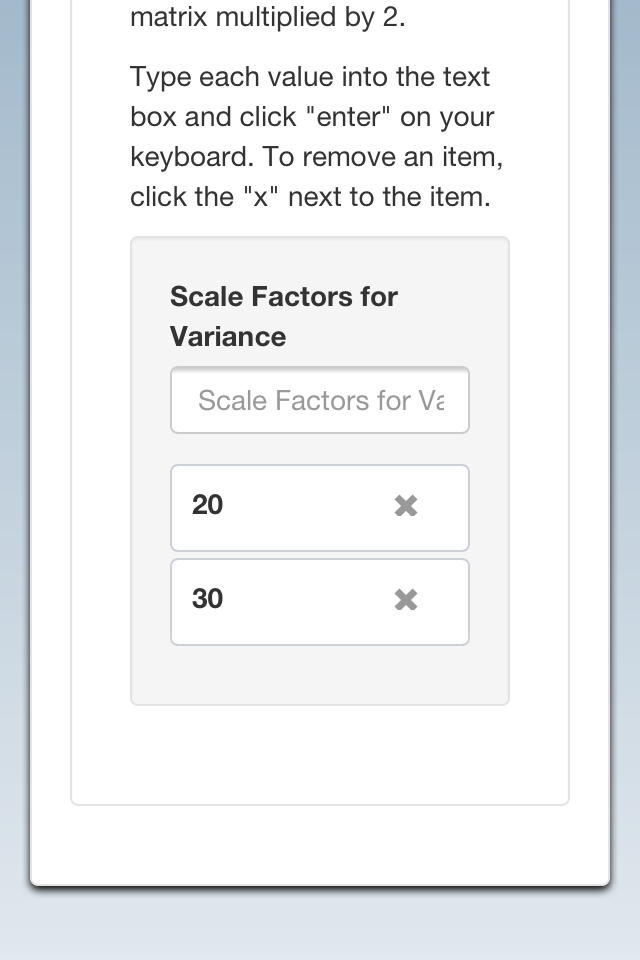 matrix multiplied by 2.
Type each value into the text
box and click "enter" on your
keyboard. To remove an item,
click the "x" next to the item.
Scale Factors for
Variance
Scale Factors for Va
20
30